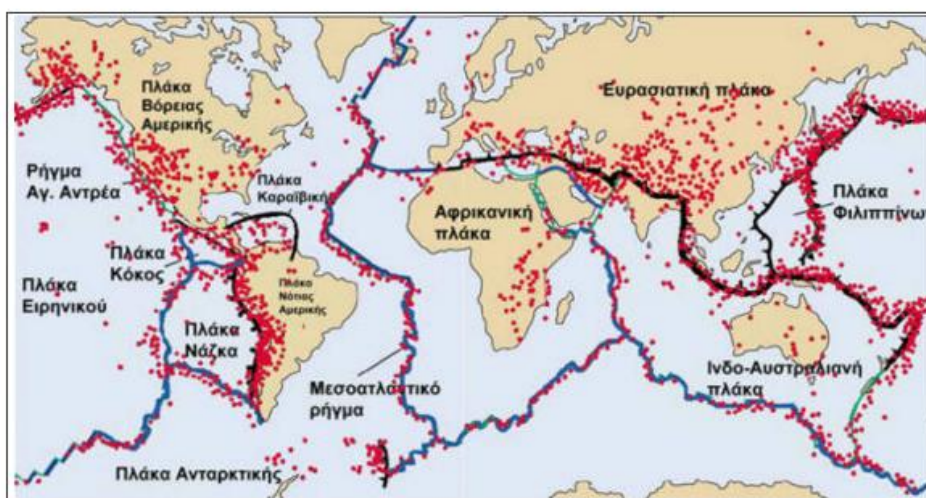 Πλάκα
Βόρειας
Αμερικής
Ευρασιατική πλάκα
Ρήγμα
Αγ. Αντρέα
Πλάκα
Καραϊβική
Αφρικανική
πλάκα
Πλάκα
Φιλιππίνων
Πλάκα
Κόκος
Πλάκα
Ειρηνικού
Πλάκα
Νότιας
Αμερικής
Πλάκα
Νάζκα
Μεσοατλαντικό
ρήγμα
Ινδο-Αυστραλιανή
πλάκα
Πλάκα Ανταρκτικής